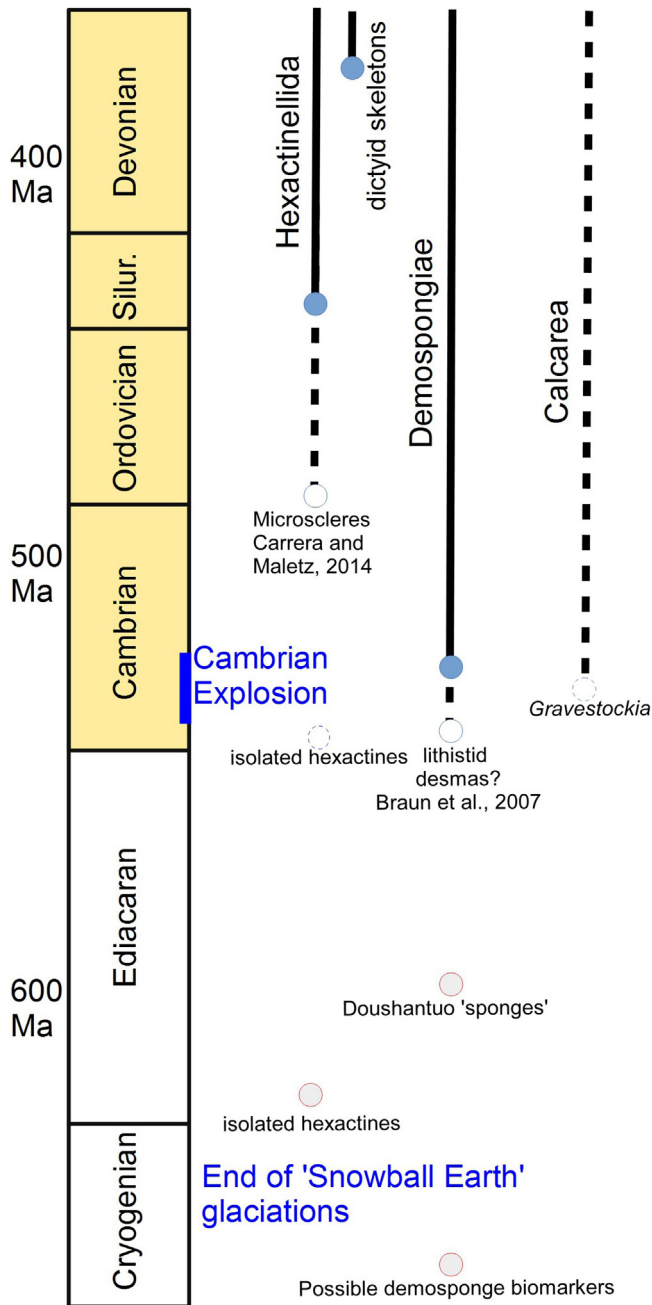 400
Ma
Devonian
Hexactinellida
dictyid skeletons
Silur.
Demospongiae
Calcarea
Ordovician
Microscleres
Carrera and
Maletz, 2014
500
Ma
Cambrian
Cambrian
Explosion
Gravestockia
isolated hexactines
lithistid
desmas?
Braun et al., 2007
Ediacaran
600
Ma
Doushantuo 'sponges'
isolated hexactines
Cryogenian
End of 'Snowball Earth'
glaciations
Possible demosponge biomarkers